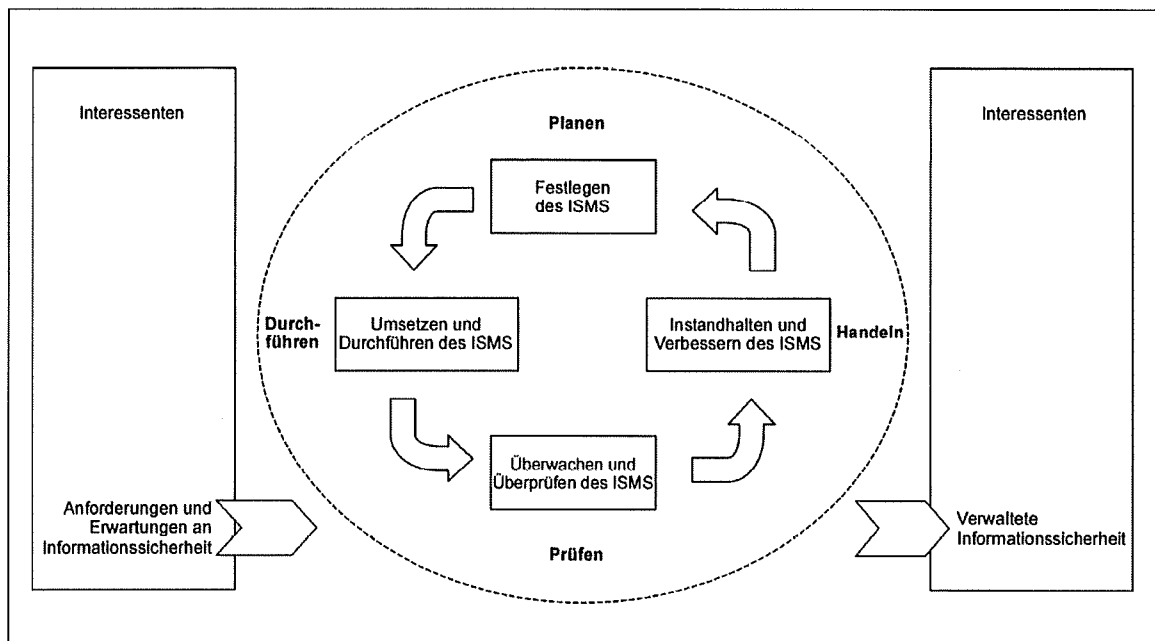 Interessenten
Interessenten
Planen
Festlegen
des ISMS
Durch-
führen
Umsetzen und
Durchführen des ISMS
Instandhalten und
Verbessern des ISMS
Handeln
Überwachen und
Überprüfen des ISMS
Prüfen
Anforderungen und
Erwartungen an
Informationssicherheit
Verwaltete
Informationssicherheit